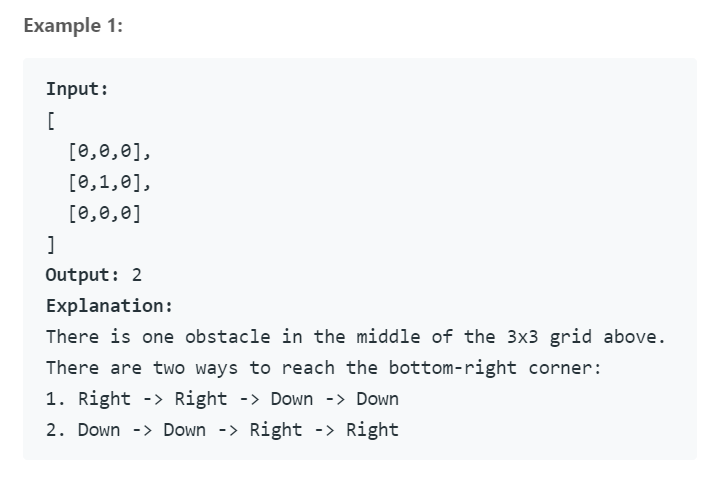 Example 1:
Input:
[
[0,0,0],
[0,1,0],
[0,0,0]
]
Output: 2
Explanation:
There is one obstacle in the middle of the 3x3 grid above.
There are two ways to reach the bottom-right corner:
1. Right -> Right -> Down -> Down
2. Down -> Down -> Right -> Right